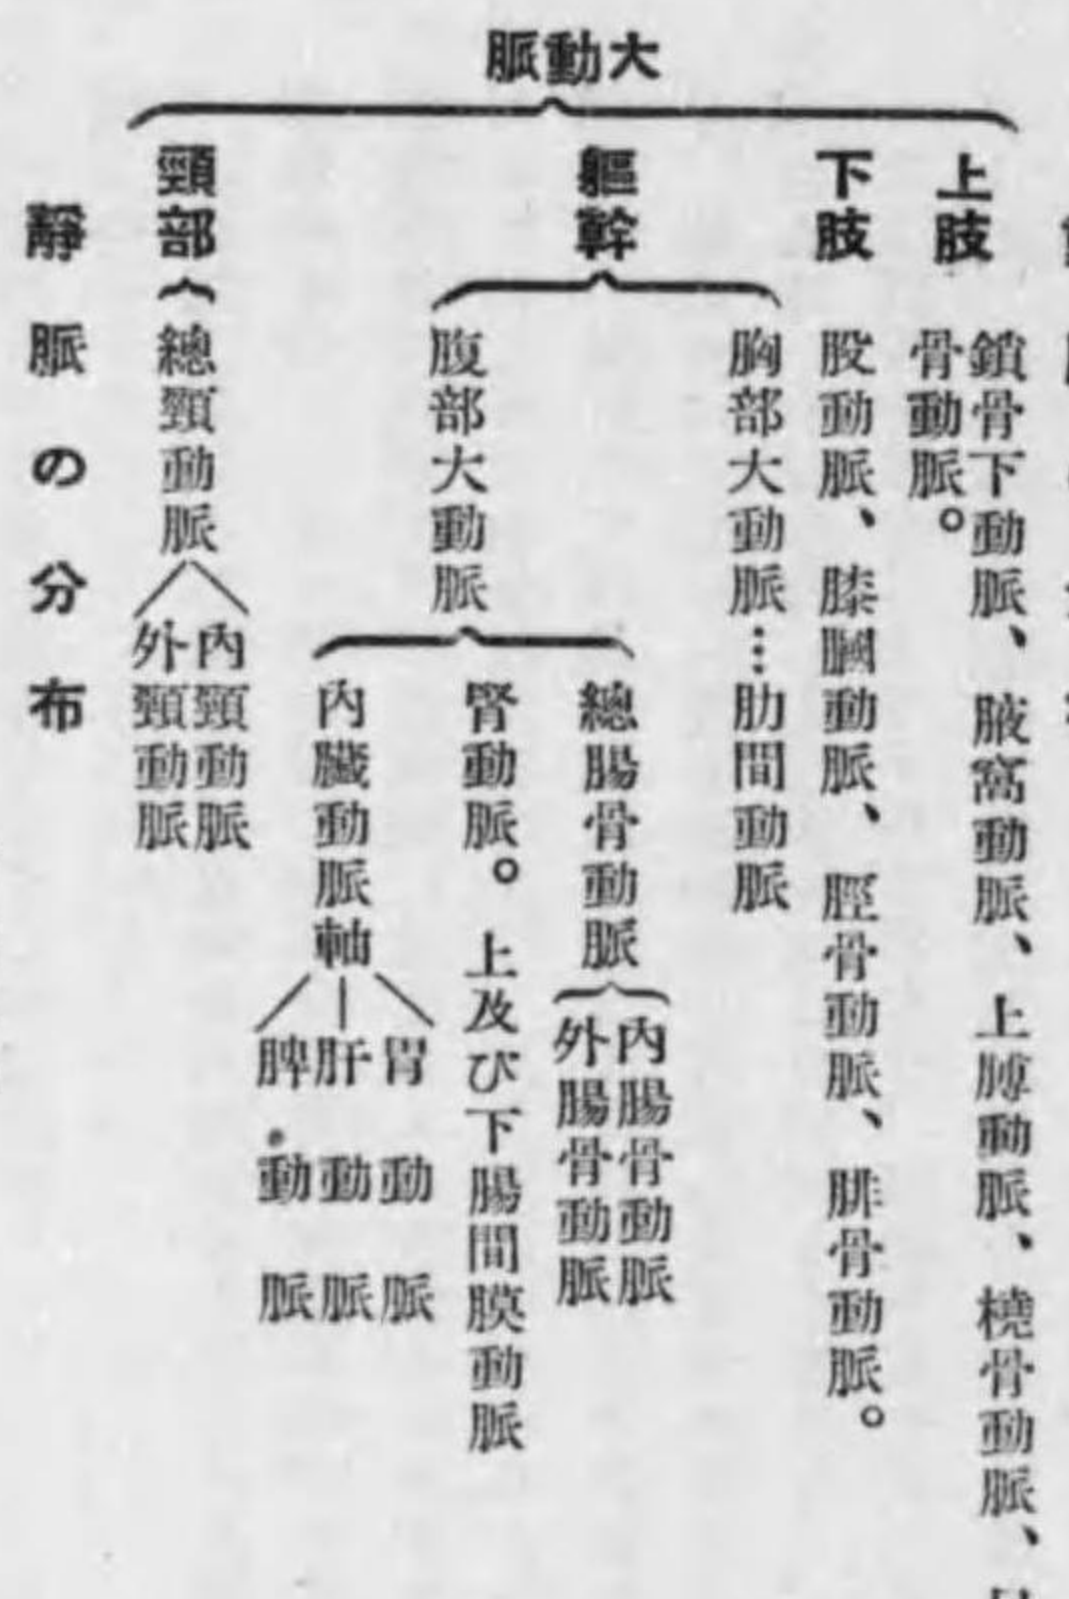 大動脈
上肢
鎖骨下動脈、腋窩動脈、上膊動脈、橈骨動脈、
骨動脈。
下肢
股動脈、膝膕動脈、脛骨動脈、腓骨動脈。
軀幹
胸部大動脈…肋間動脈
腹部大動脈
總腸骨動脈
內腸骨動脈
外腸骨動脈
腎動脈。上及び下腸間膜動脈
內臟動脈軸
胃動脈
肝動脈
脾動脈
頸部
總頸動脈
內頸動脈
外頸動脈
靜脈の分布